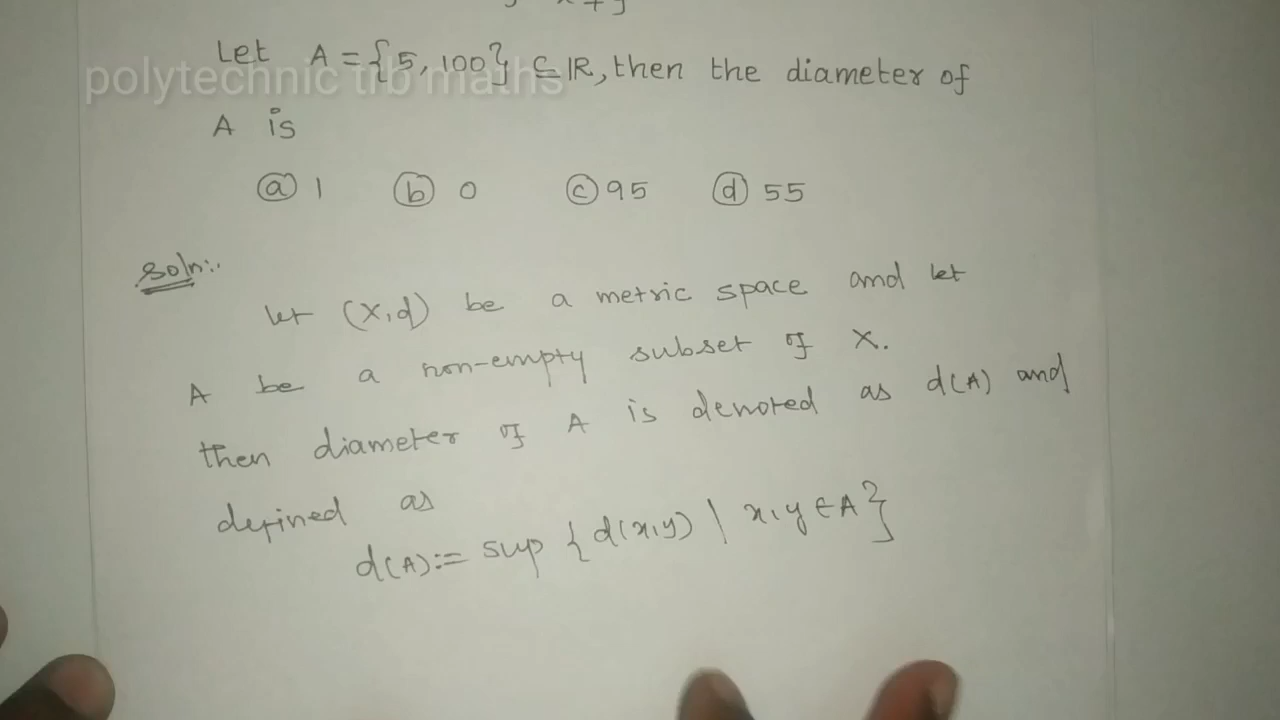 Let A = {5, 100} ⊆ ℝ, then the diameter of
polytechnic trb maths
A is
ⓐ 1 ⓑ 0 ⓒ 95 ⓓ 55
Soln:.
Let (X,d) be a metric space and let
A be a non-empty subset of X.
then diameter of A is denoted as d(A) and
defined as
d(A):= sup {d(x,y) | x,y ∈ A}